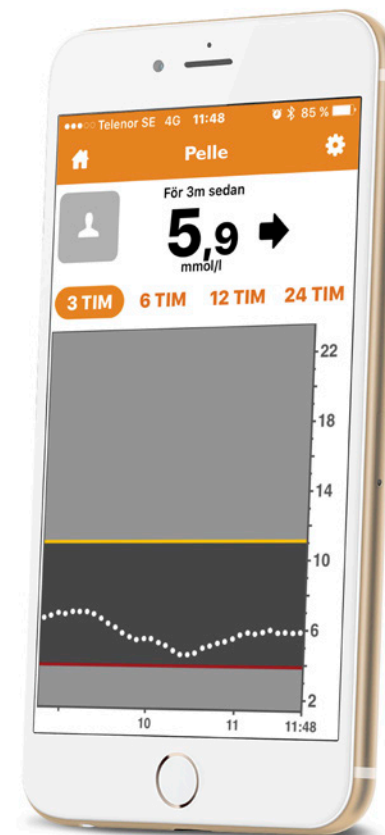 Telenor SE 4G 11:48 85 %
Pelle
För 3m sedan
5,9
mmol/l
3 TIM 6 TIM 12 TIM 24 TIM
22
18
14
10
6
2
10 11 11:48